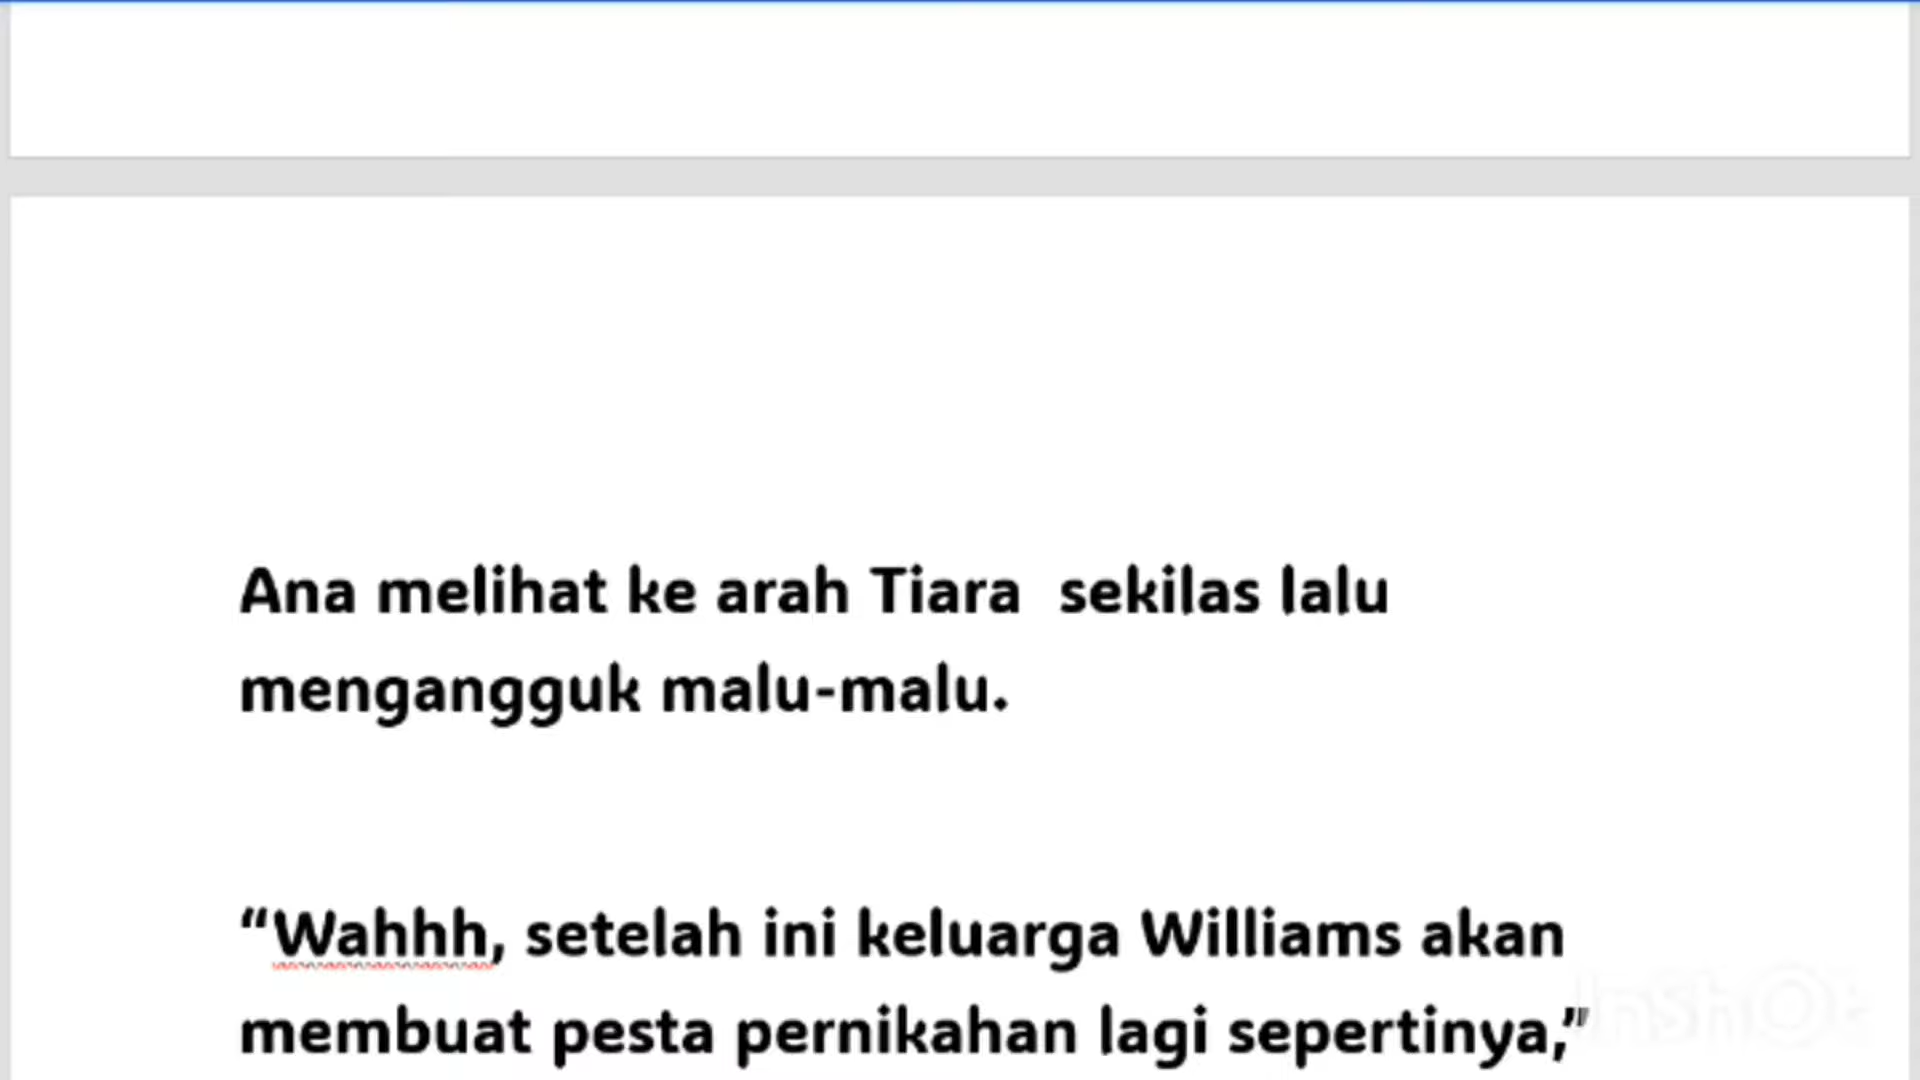 Ana melihat ke arah Tiara  sekilas lalu
mengangguk malu-malu.
“Wahhh, setelah ini keluarga Williams akan
membuat pesta pernikahan lagi sepertinya,”
InShOt